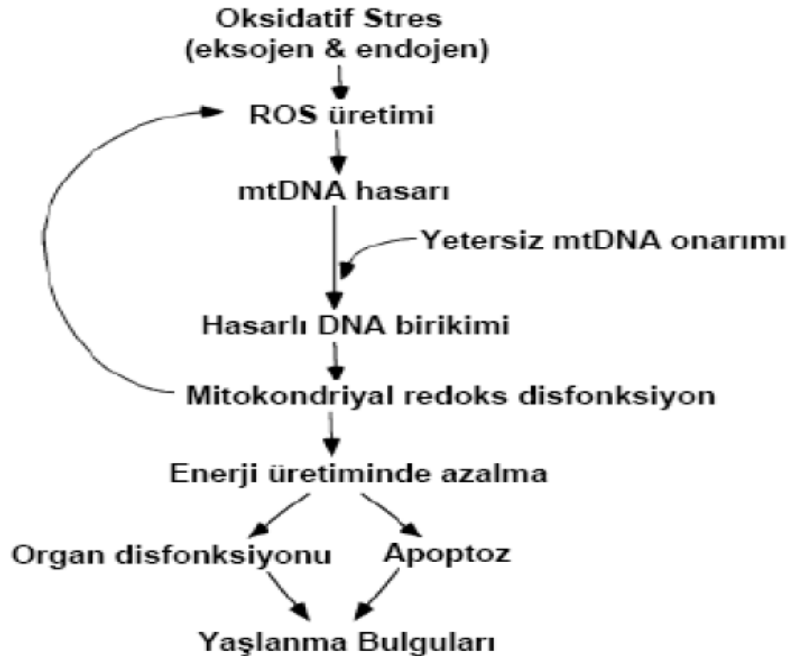 Oksidatif Stres
(eksojen & endojen)
ROS üretimi
mtDNA hasarı
Yetersiz mtDNA onarımı
Hasarlı DNA birikimi
Mitokondriyal redoks disfonksiyon
Enerji üretiminde azalma
Organ disfonksiyonu
Apoptoz
Yaşlanma Bulguları